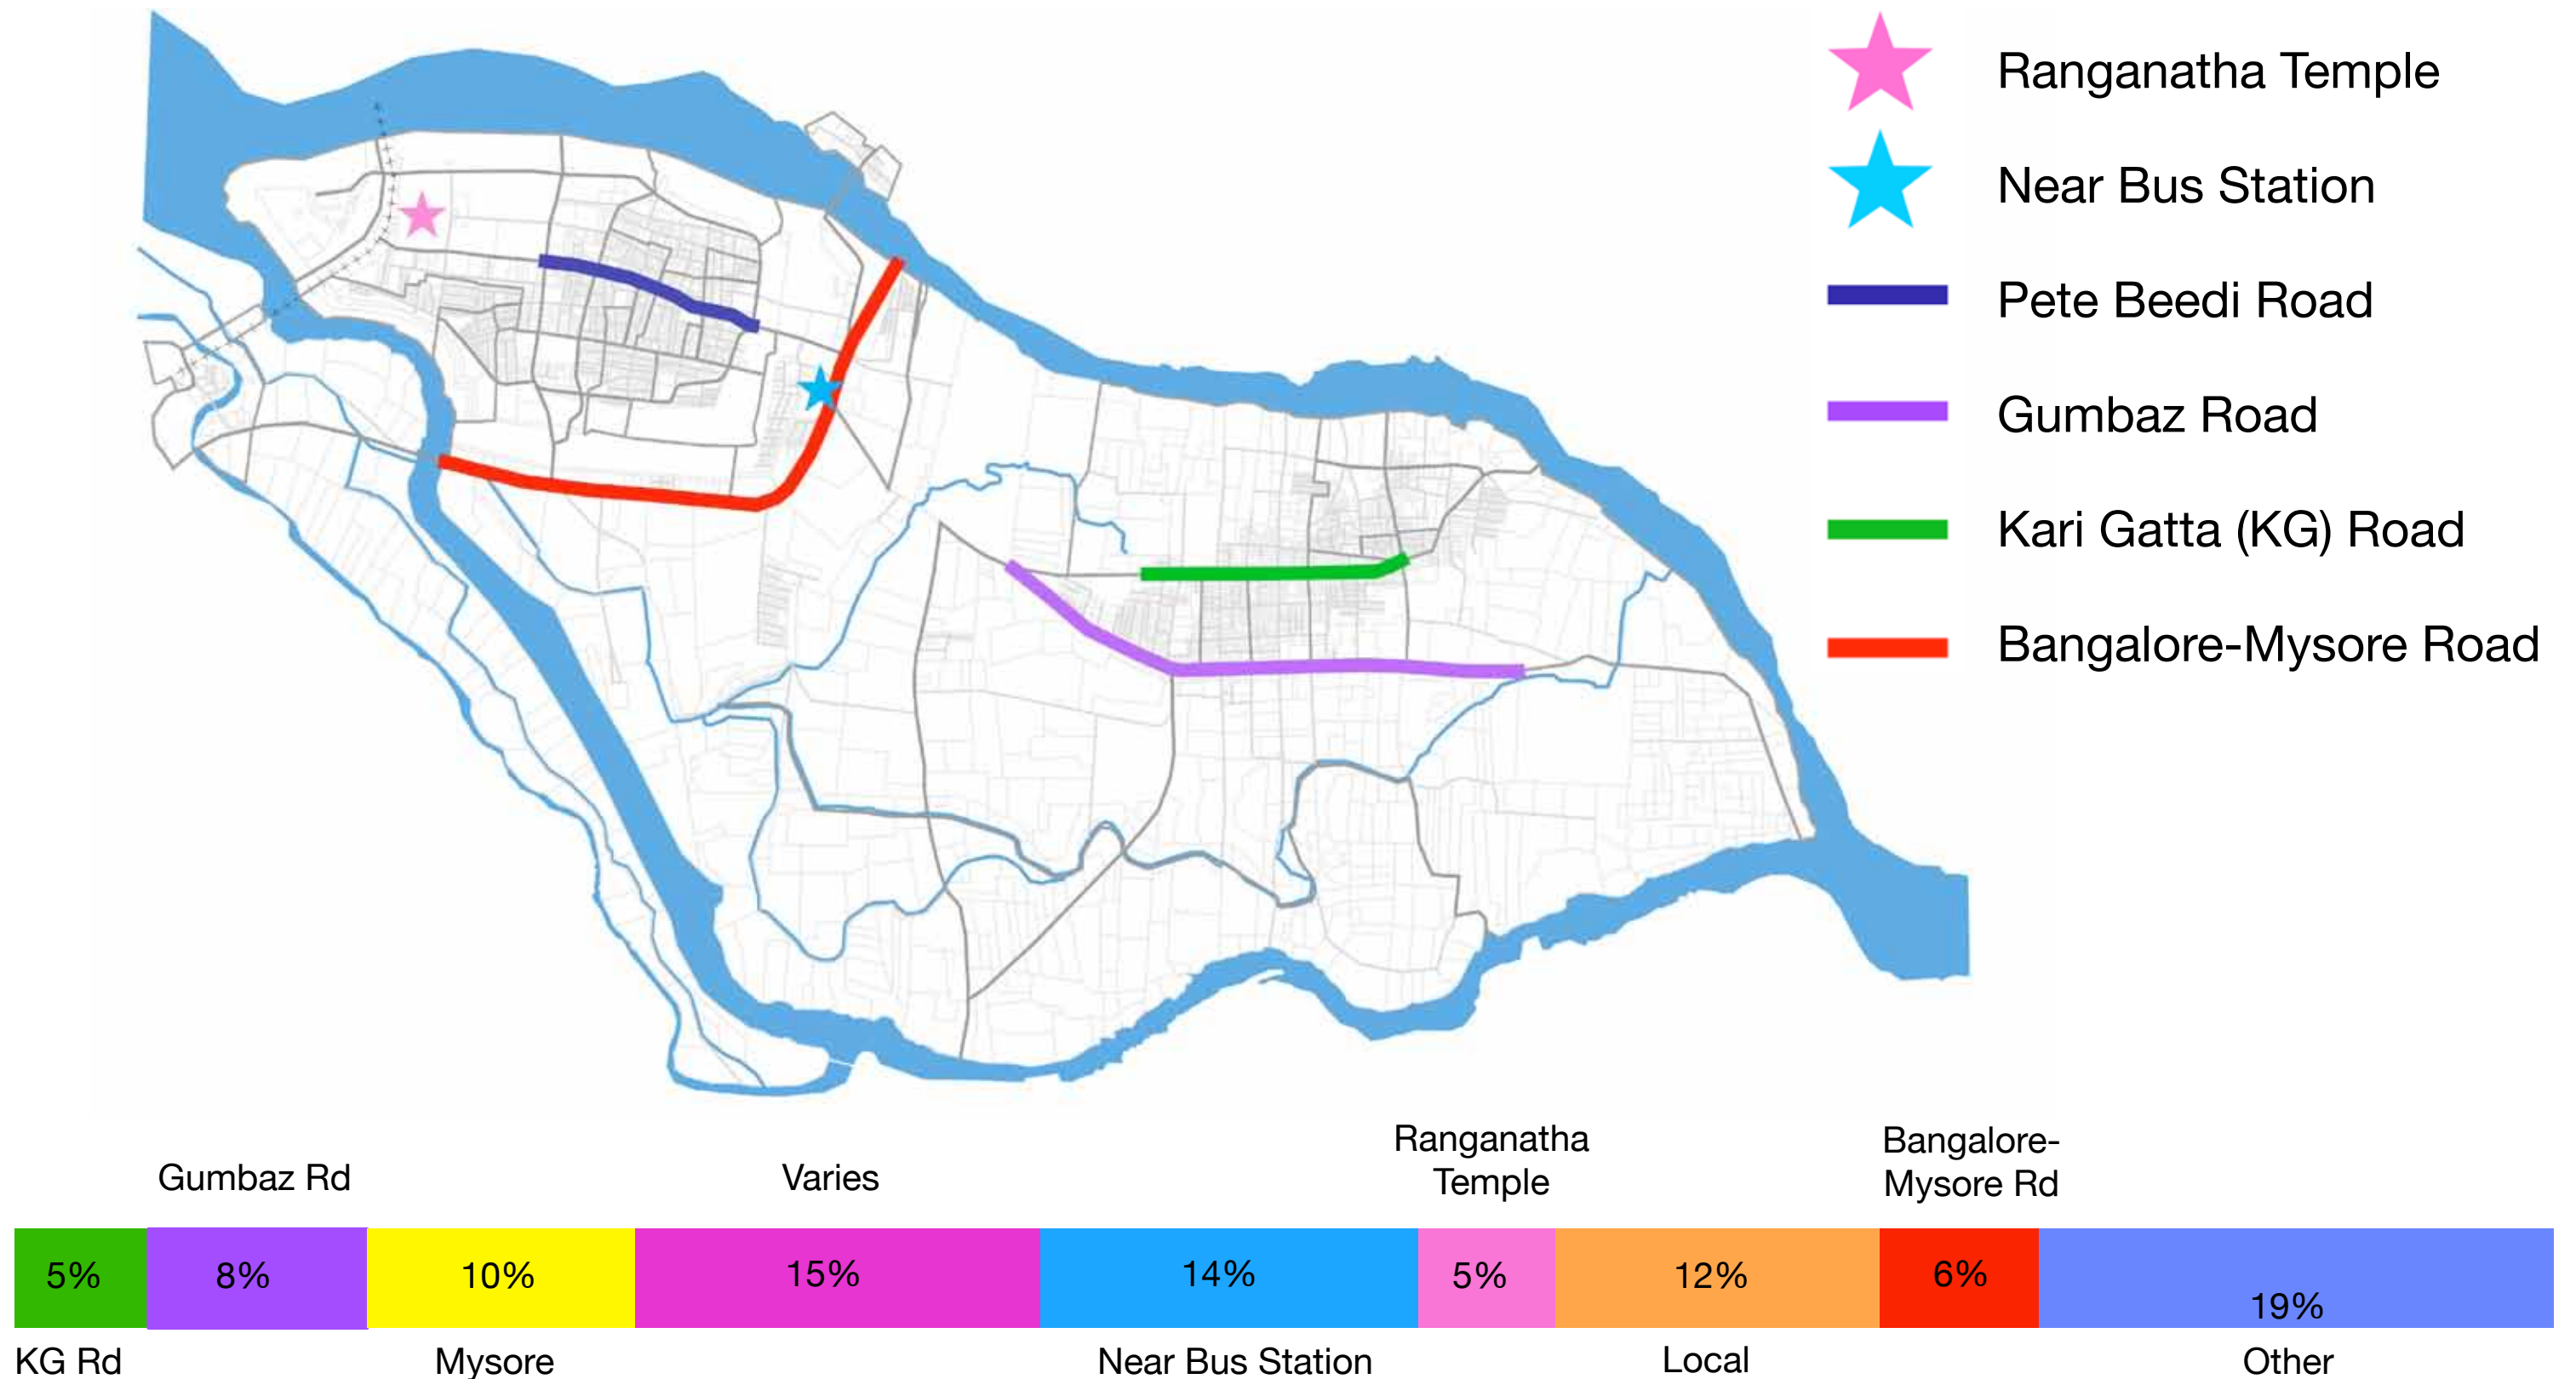 Ranganatha Temple
Near Bus Station
Pete Beedi Road
Gumbaz Road
Kari Gatta (KG) Road
Bangalore-Mysore Road
Gumbaz Rd
Varies
Ranganatha
Temple
Bangalore-
Mysore Rd
5%
8%
10%
15%
14%
5%
12%
6%
19%
KG Rd
Mysore
Near Bus Station
Local
Other